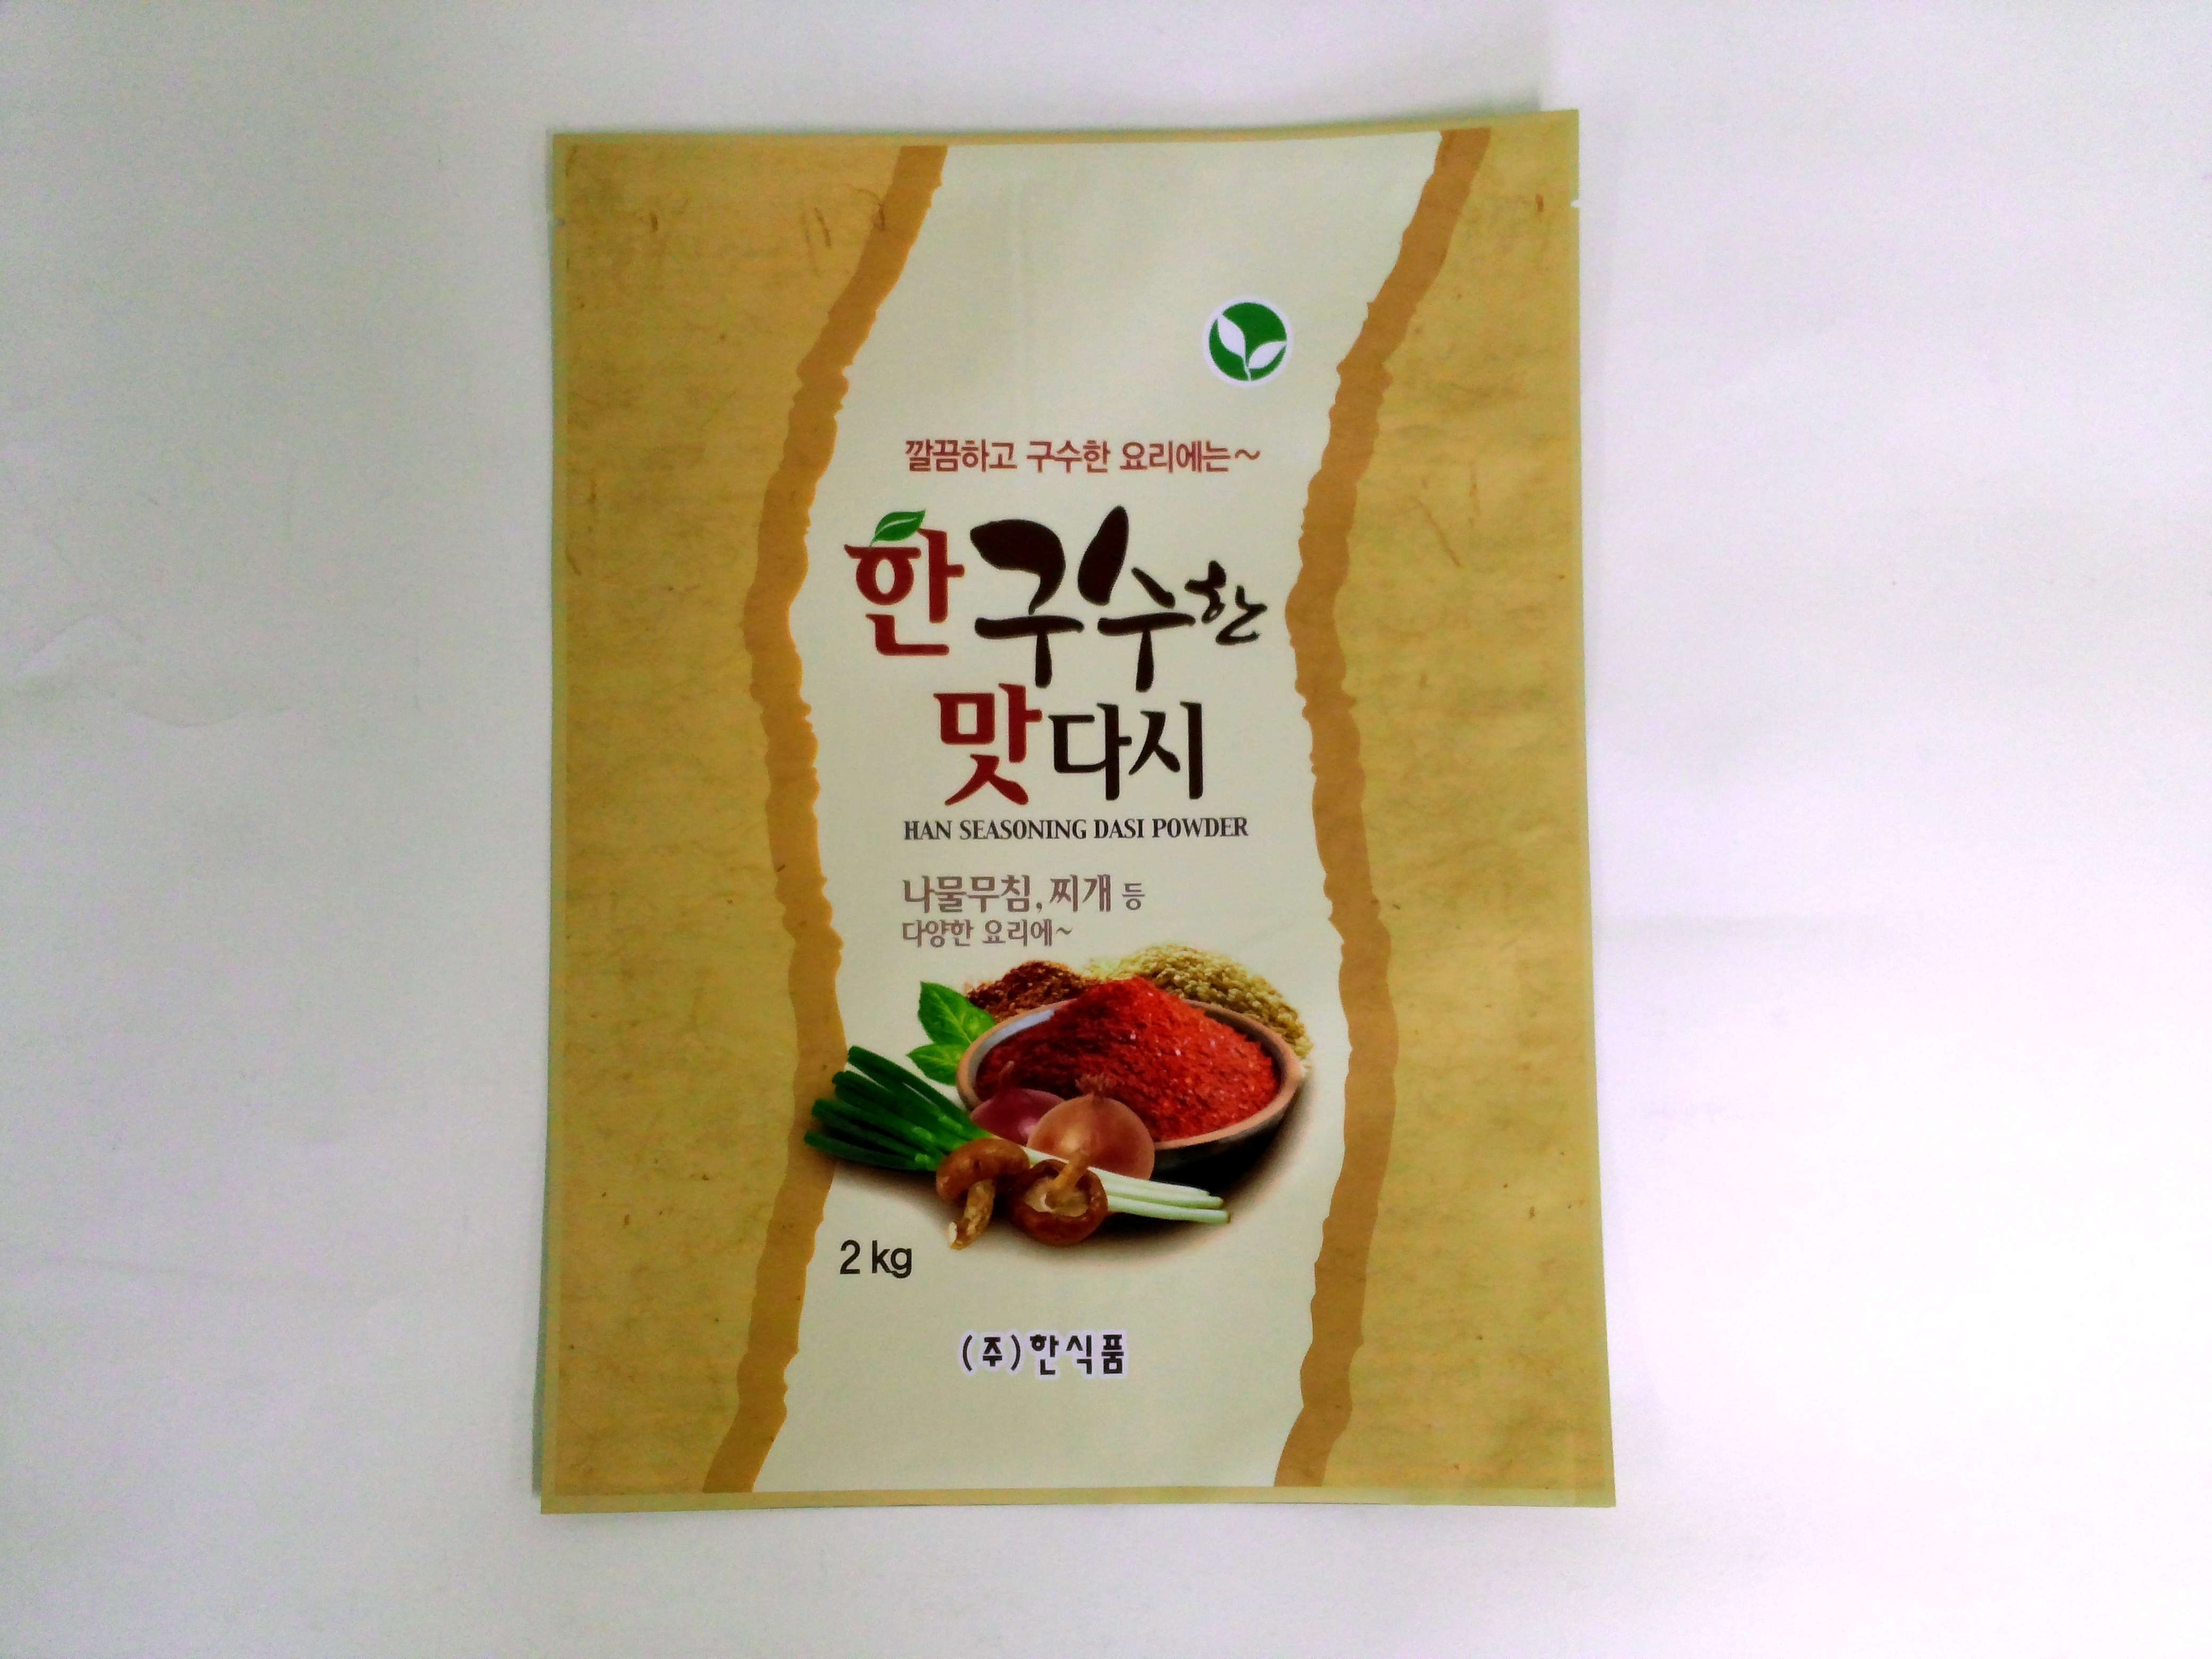 깔끔하고 구수한 요리에는~
한구수한
맛다시
HAN SEASONING DASI POWDER
나물무침, 찌개 등
다양한 요리에~
2 kg
(주)한식품